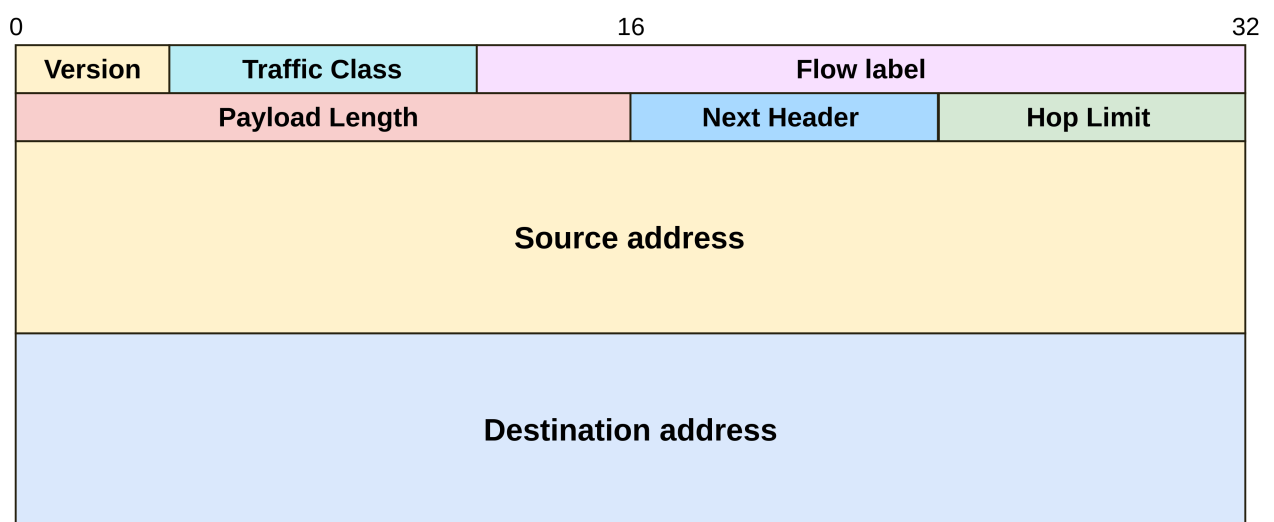 0 16 32
Version Traffic Class Flow label
Payload Length Next Header Hop Limit
Source address
Destination address